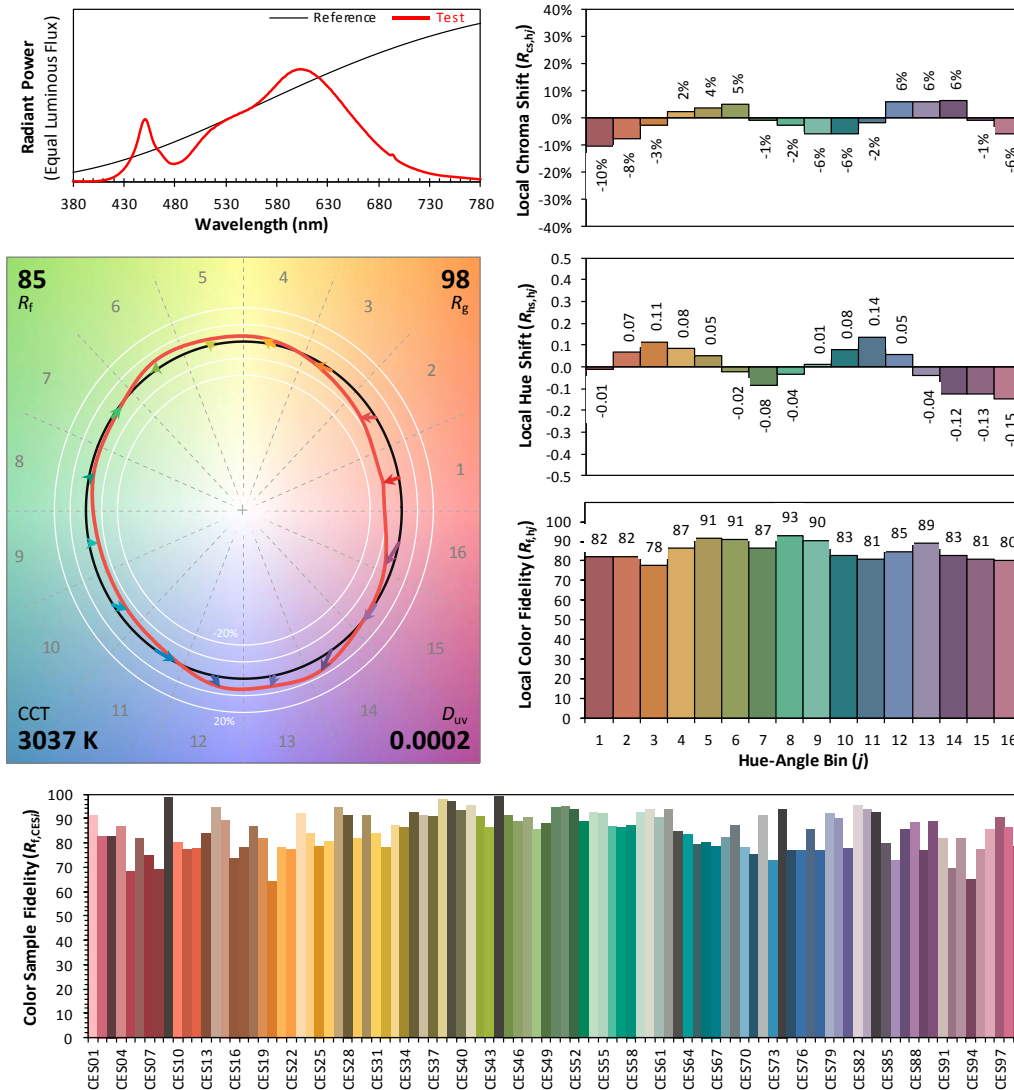 Reference
Test
Radiant Power
(Equal Luminous Flux)
380 430 480 530 580 630 680 730 780
Wavelength (nm)
Local Chroma Shift (Rcs,hj)
40%
30%
20%
10%
0%
-10%
-20%
-30%
-40%
-10% -8% -3% 2% 4% 5% -1% -2% -6% -6% -2% 6% 6% 6% -1% -6%
85
Rf
98
Rg
1 2 3 4 5 6 7 8 9 10 11 12 13 14 15 16
-20%
20%
CCT
3037 K
Duv
0.0002
Local Hue Shift (Rhs,hj)
0.5
0.4
0.3
0.2
0.1
0.0
-0.1
-0.2
-0.3
-0.4
-0.5
-0.01 0.07 0.11 0.08 0.05 -0.02 -0.08 -0.04 0.01 0.08 0.14 0.05 -0.04 -0.12 -0.13 -0.15
Local Color Fidelity (Rf,hj)
100
90
80
70
60
50
40
30
20
10
0
82 82 78 87 91 91 87 93 90 83 81 85 89 83 81 80
1 2 3 4 5 6 7 8 9 10 11 12 13 14 15 16
Hue-Angle Bin (j)
Color Sample Fidelity (Rf,CESi)
100
90
80
70
60
50
40
30
20
10
0
CES01 CES04 CES07 CES10 CES13 CES16 CES19 CES22 CES25 CES28 CES31 CES34 CES37 CES40 CES43 CES46 CES49 CES52 CES55 CES58 CES61 CES64 CES67 CES70 CES73 CES76 CES79 CES82 CES85 CES88 CES91 CES94 CES97